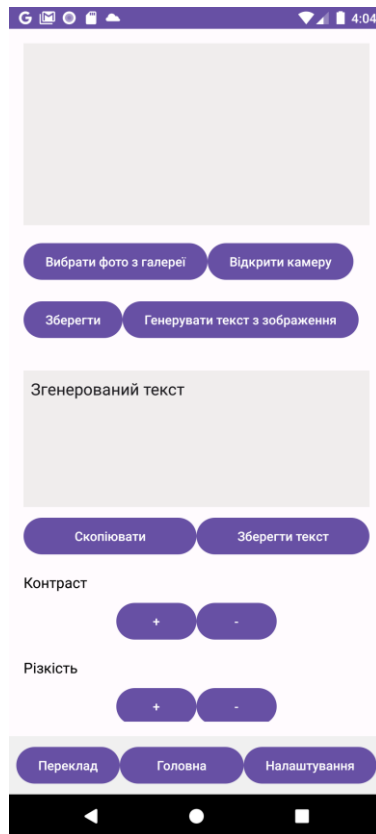 G 4:04
Вибрати фото з галереї Відкрити камеру
Зберегти Генерувати текст з зображення
Згенерований текст
Скопіювати Зберегти текст
Контраст
+ -
Різкість
+ -
Переклад Головна Налаштування